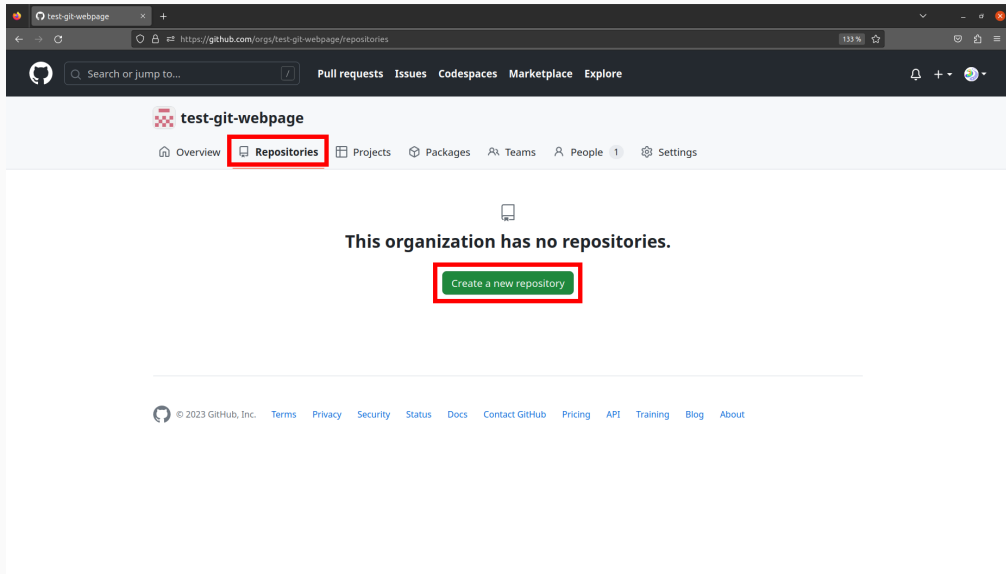 test-git-webpage × +
https://github.com/orgs/test-git-webpage/repositories 133 %
Search or jump to... / Pull requests Issues Codespaces Marketplace Explore
test-git-webpage
Overview Repositories Projects Packages Teams People 1 Settings
This organization has no repositories.
Create a new repository
© 2023 GitHub, Inc. Terms Privacy Security Status Docs Contact GitHub Pricing API Training Blog About